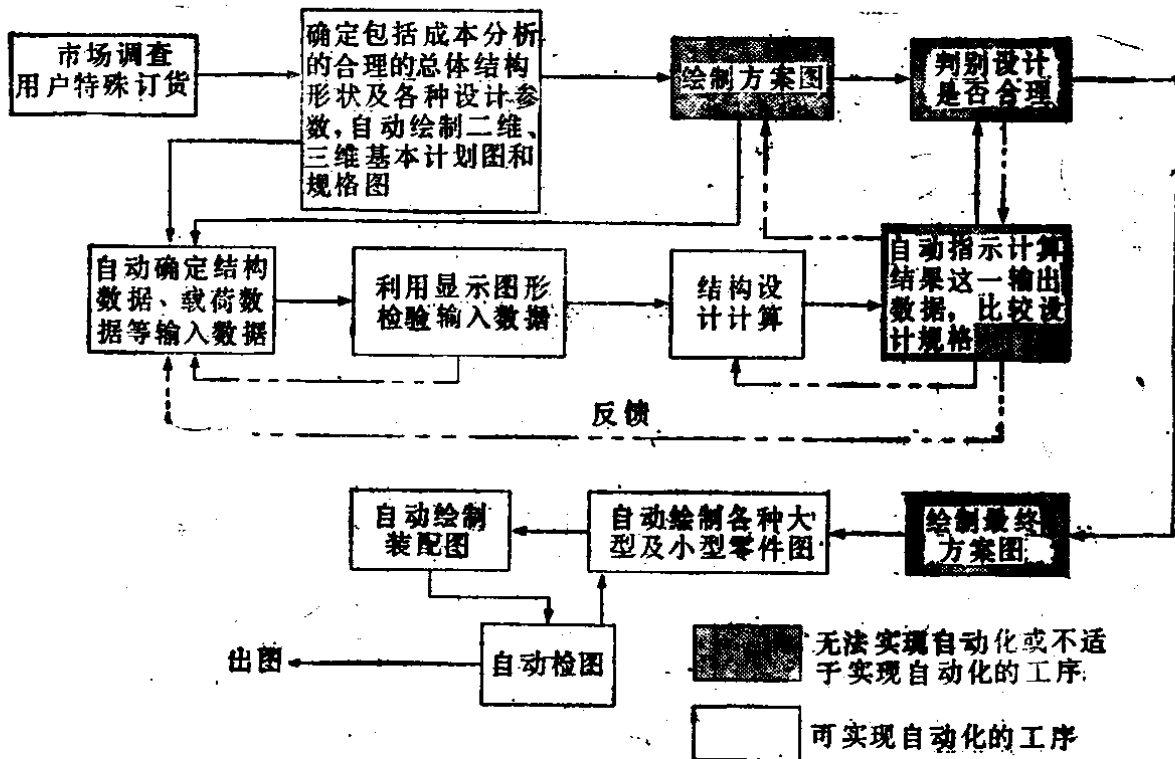 市场调查
用户特殊订货
确定包括成本分析
的合理的总体结构
形状及各种设计参
数,自动绘制二维、
三维基本计划图和
规格图
绘制方案图
判别设计
是否合理
自动确定结构
数据、载荷数
据等输入数据
利用显示图形
检验输入数据
结构设
计计算
自动指示计算
结果这一输出
数据,比较设
计规格
反馈
自动绘制
装配图
自动绘制各种大
型及小型零件图
绘制最终
方案图
出图
自动检图
无法实现自动化或不适
于实现自动化的工序
可实现自动化的工序